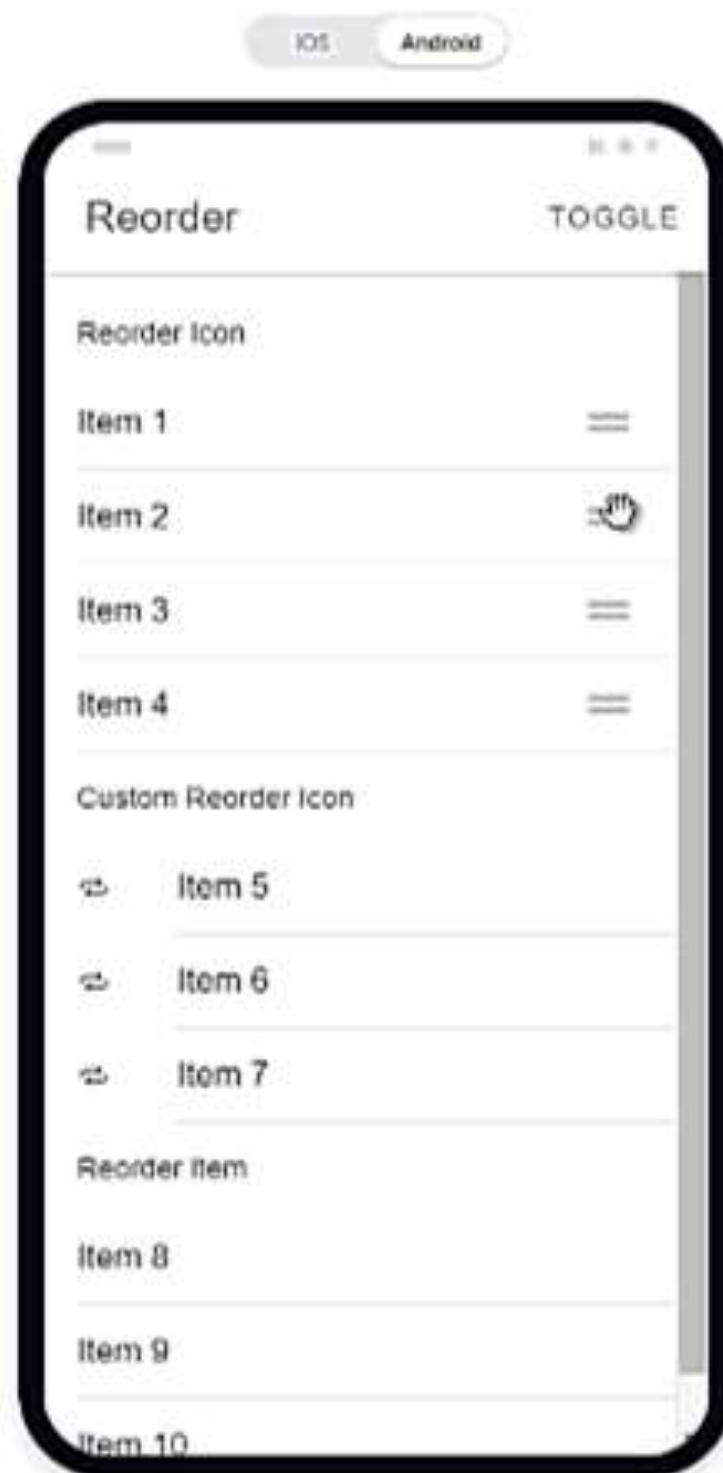 iOS Android
Reorder TOGGLE
Reorder Icon
Item 1
Item 2
Item 3
Item 4
Custom Reorder Icon
Item 5
Item 6
Item 7
Reorder Item
Item 8
Item 9
Item 10